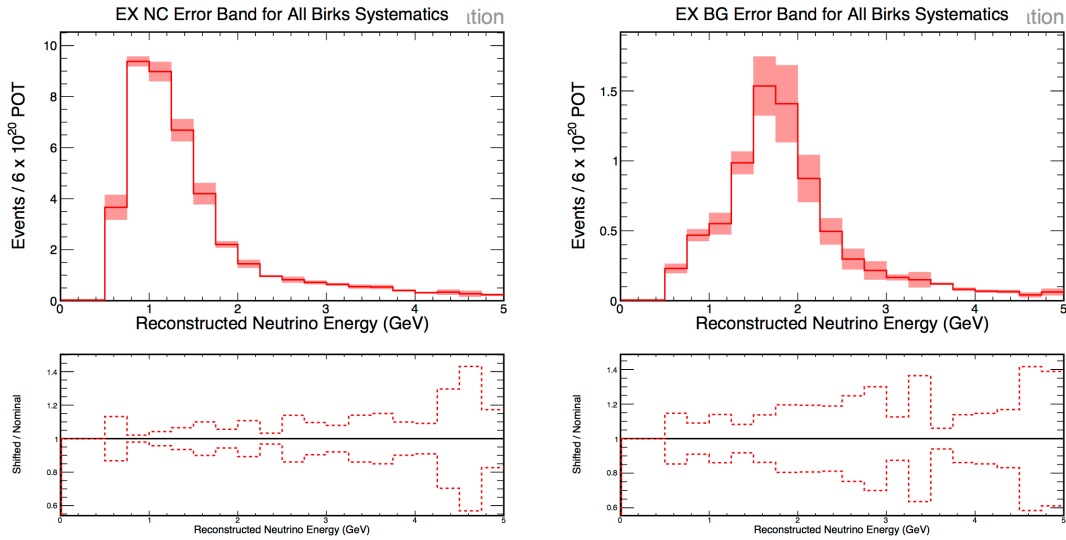 EX NC Error Band for All Birks Systematics
10
8
6
4
2
0
Events / 6 x 10^20 POT
0 1 2 3 4 5
Reconstructed Neutrino Energy (GeV)
1.4
1.2
1
0.8
0.6
Shifted / Nominal
0 1 2 3 4 5
Reconstructed Neutrino Energy (GeV)
EX BG Error Band for All Birks Systematics
1.5
1
0.5
0
Events / 6 x 10^20 POT
0 1 2 3 4 5
Reconstructed Neutrino Energy (GeV)
1.4
1.2
1
0.8
0.6
Shifted / Nominal
0 1 2 3 4 5
Reconstructed Neutrino Energy (GeV)